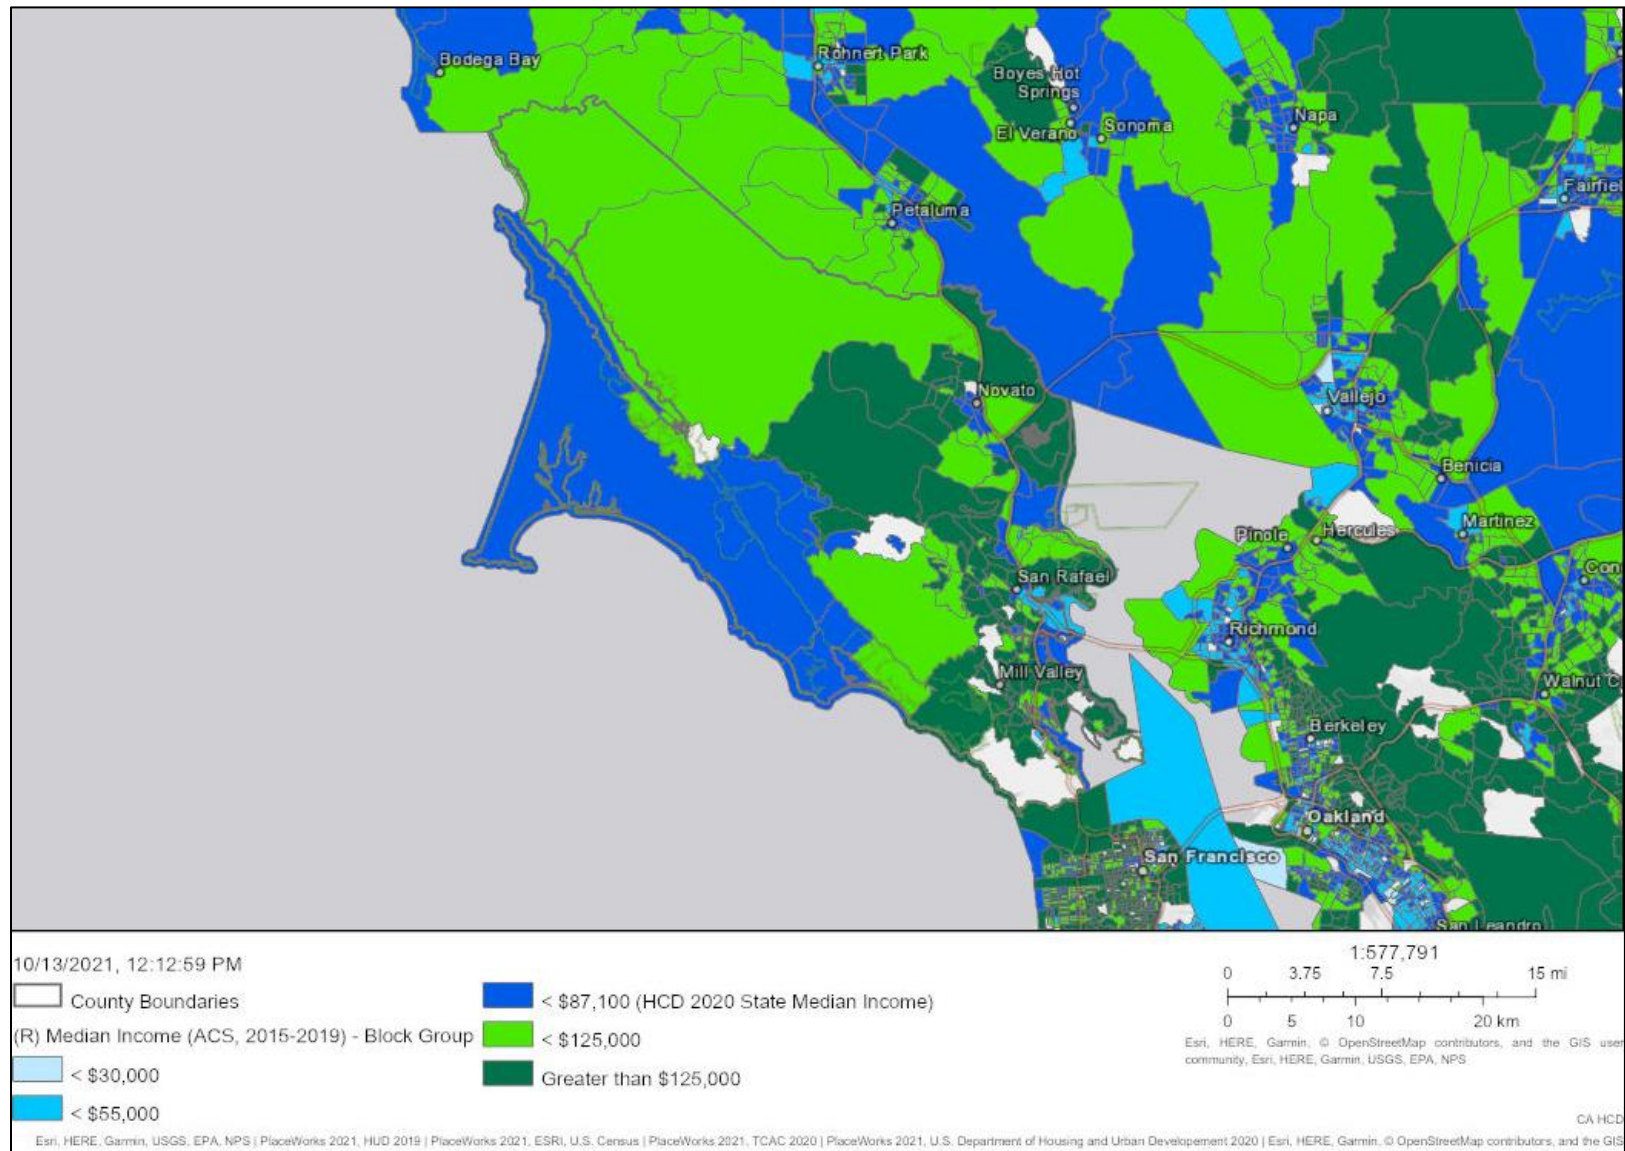 Bodega Bay
Rohnert Park
Boyes Hot
Springs
El Verano
Sonoma
Napa
Fairfiel
Petaluma
Novato
Vallejo
Benicia
Martinez
Pinole
Hercules
Con
San Rafael
Richmond
Mill Valley
Walnut C
Berkeley
Oakland
San Francisco
San Leandro
10/13/2021, 12:12:59 PM
County Boundaries
(R) Median Income (ACS, 2015-2019) - Block Group
< $30,000
< $55,000
< $87,100 (HCD 2020 State Median Income)
< $125,000
Greater than $125,000
1:577,791
0 3.75 7.5 15 mi
0 5 10 20 km
Esri, HERE, Garmin, © OpenStreetMap contributors, and the GIS user
community, Esri, HERE, Garmin, USGS, EPA, NPS
CA HCD
Esri, HERE, Garmin, USGS, EPA, NPS | PlaceWorks 2021, HUD 2019 | PlaceWorks 2021, ESRI, U.S. Census | PlaceWorks 2021, TCAC 2020 | PlaceWorks 2021, U.S. Department of Housing and Urban Developement 2020 | Esri, HERE, Garmin, © OpenStreetMap contributors, and the GIS